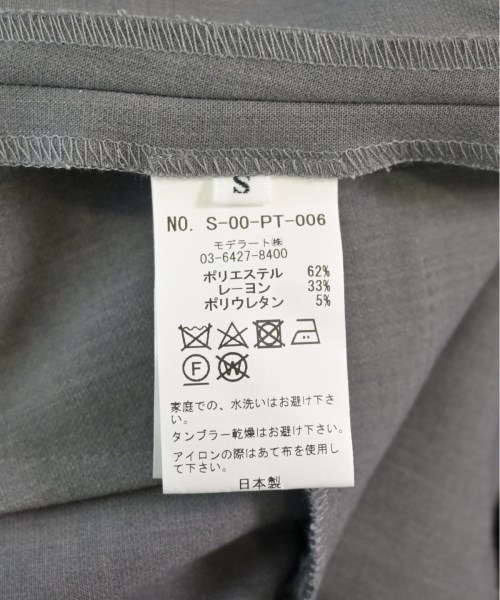 S
NO. S-00-PT-006
モデラート㈱
03-6427-8400
ポリエステル 62%
レーヨン 33%
ポリウレタン 5%
F W
家庭での、水洗いはお避け下さ
い。
タンブラー乾燥はお避け下さい。
アイロンの際はあて布を使用し
て下さい。
日本製